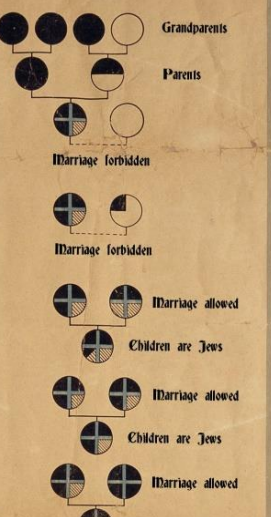 Grandparents
Parents
Marriage forbidden
Marriage forbidden
Marriage allowed
Children are Jews
Marriage allowed
Children are Jews
Marriage allowed